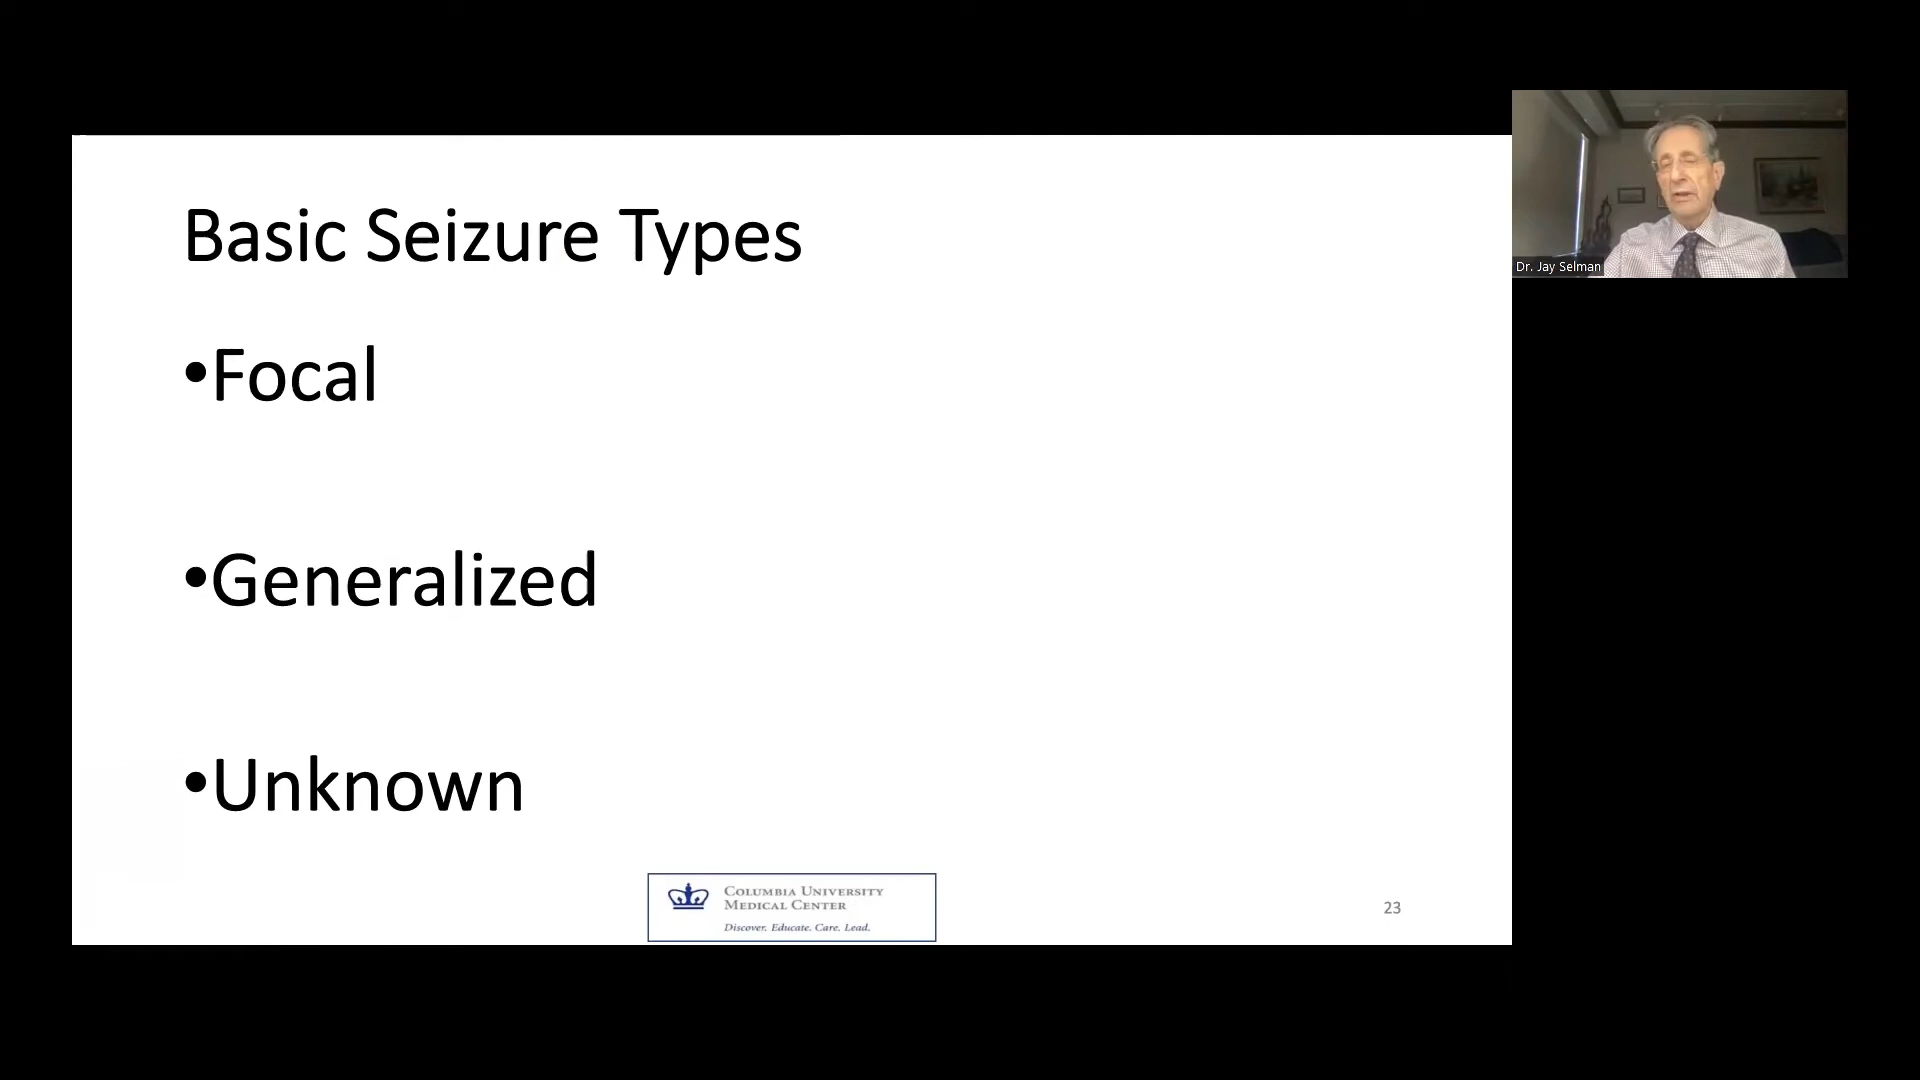 Basic Seizure Types
•Focal
•Generalized
•Unknown
COLUMBIA UNIVERSITY
MEDICAL CENTER
Discover. Educate. Care. Lead.
23
Dr. Jay Selman